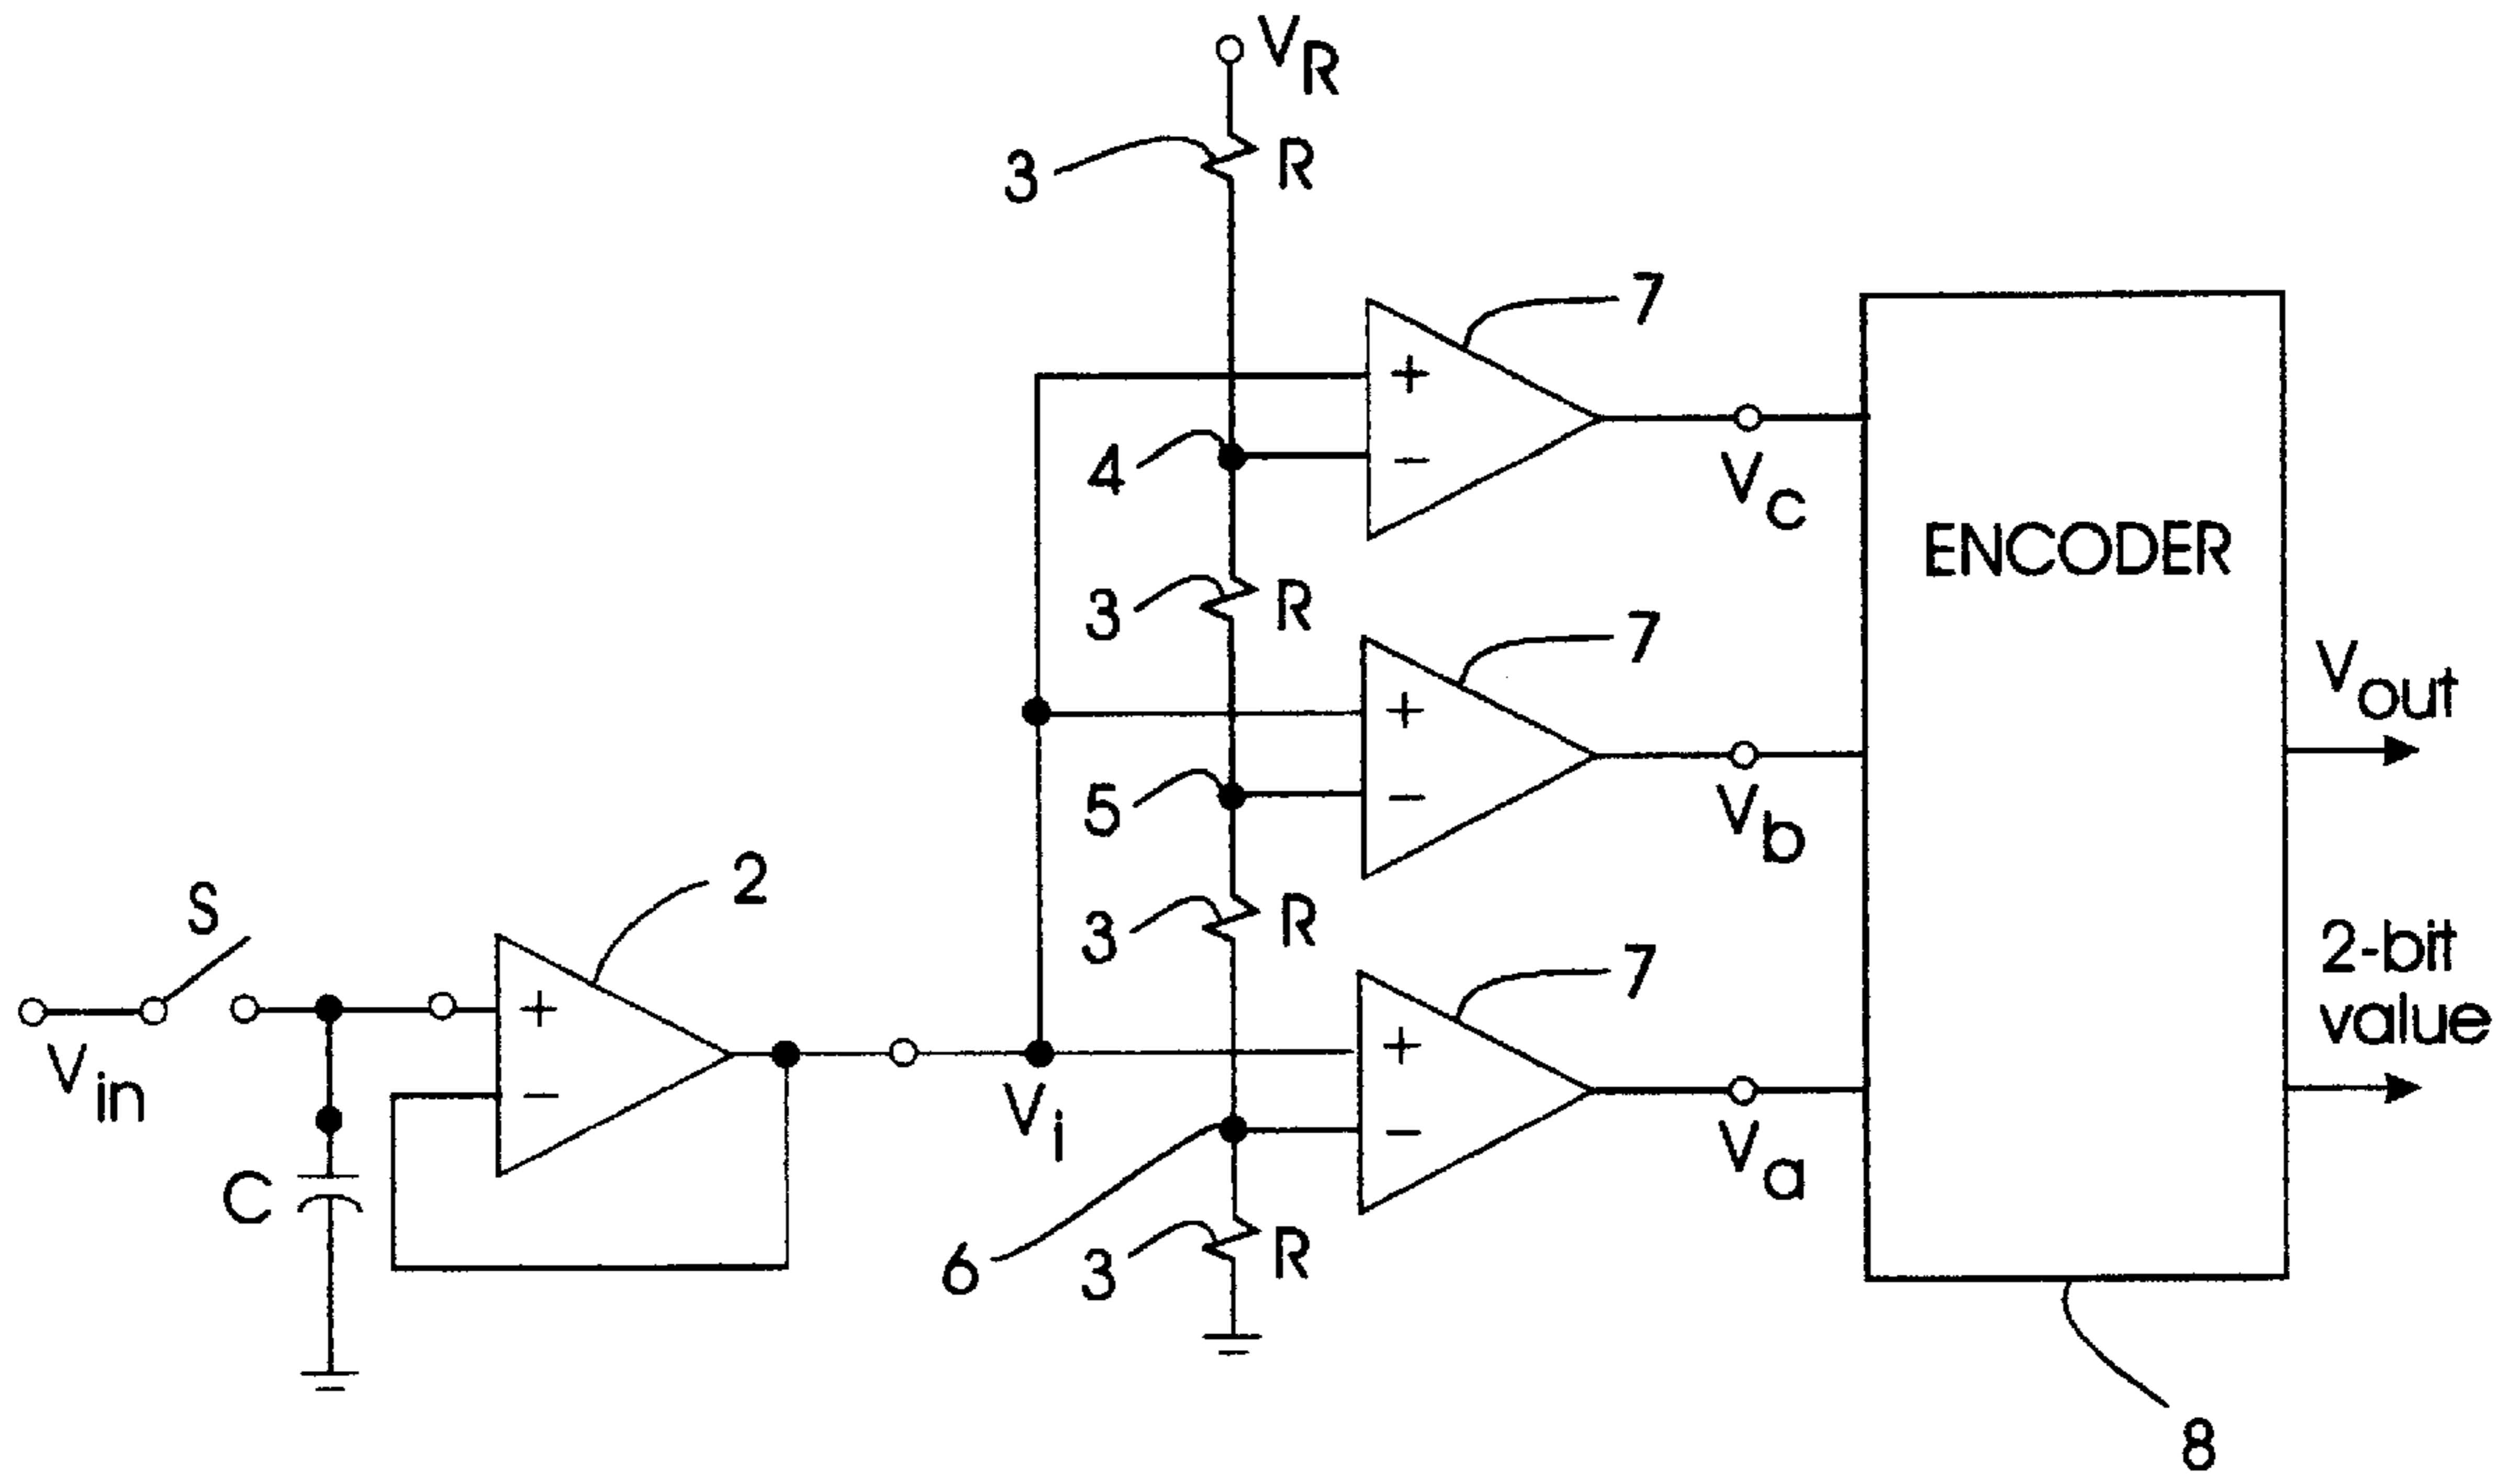 VR
3
R
7
+
4
−
Vc
ENCODER
3
R
7
+
5
−
Vb
Vout
2
S
3
R
7
+
2-bit
value
+
Vin
−
Vi
−
Va
C
6
3
R
8